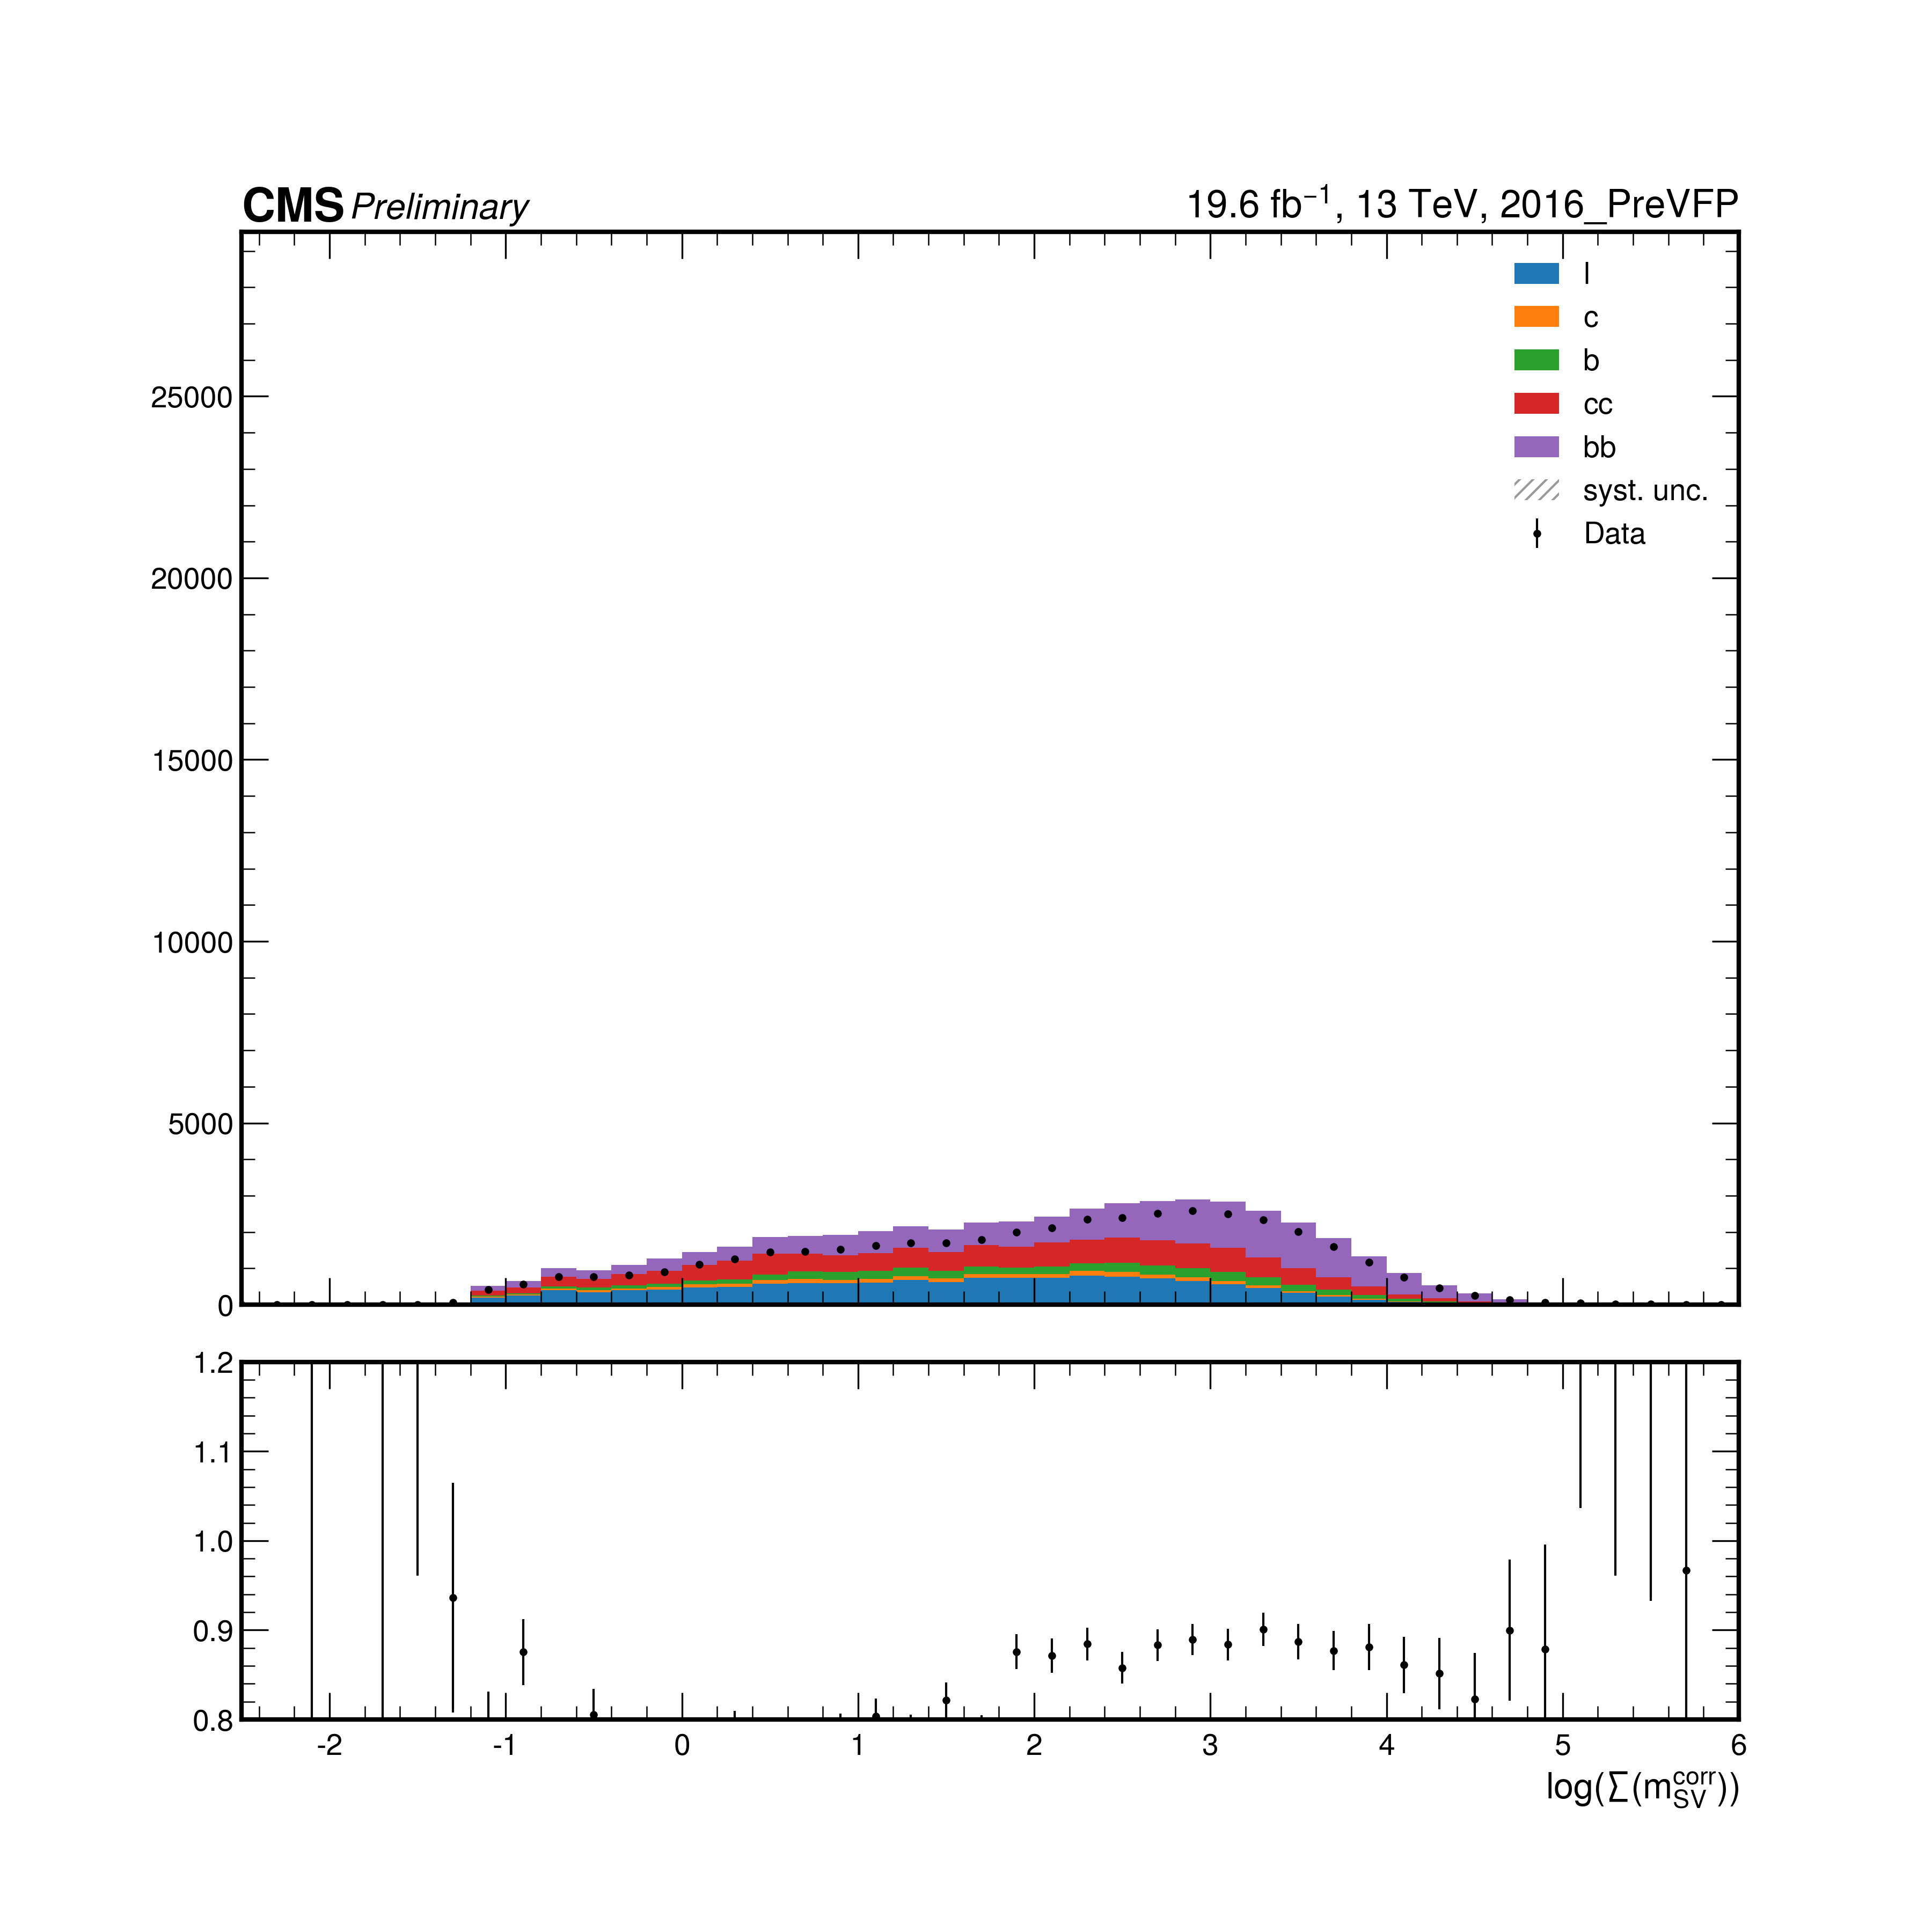 CMS Preliminary
19.6 fb⁻¹, 13 TeV, 2016_PreVFP
l
c
b
cc
bb
syst. unc.
Data
25000
20000
15000
10000
5000
0
1.2
1.1
1.0
0.9
0.8
-2 -1 0 1 2 3 4 5 6
log(Σ(m_SV^corr))